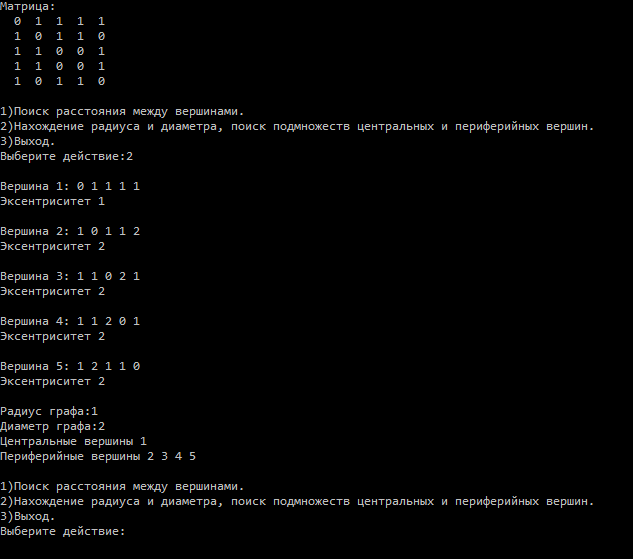 Матрица:
0 1 1 1 1
1 0 1 1 0
1 1 0 0 1
1 1 0 0 1
1 0 1 1 0
1)Поиск расстояния между вершинами.
2)Нахождение радиуса и диаметра, поиск подмножеств центральных и периферийных вершин.
3)Выход.
Выберите действие:2
Вершина 1: 0 1 1 1 1
Эксентриситет 1
Вершина 2: 1 0 1 1 2
Эксентриситет 2
Вершина 3: 1 1 0 2 1
Эксентриситет 2
Вершина 4: 1 1 2 0 1
Эксентриситет 2
Вершина 5: 1 2 1 1 0
Эксентриситет 2
Радиус графа:1
Диаметр графа:2
Центральные вершины 1
Периферийные вершины 2 3 4 5
1)Поиск расстояния между вершинами.
2)Нахождение радиуса и диаметра, поиск подмножеств центральных и периферийных вершин.
3)Выход.
Выберите действие: